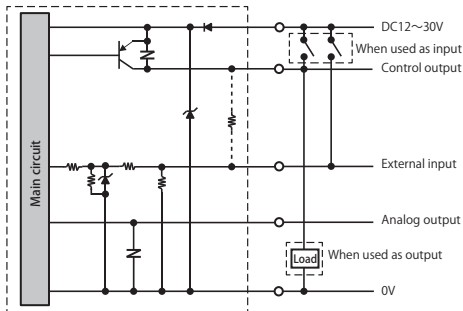 DC12～30V
When used as input
Control output
Main circuit
External input
Analog output
Load
When used as output
0V